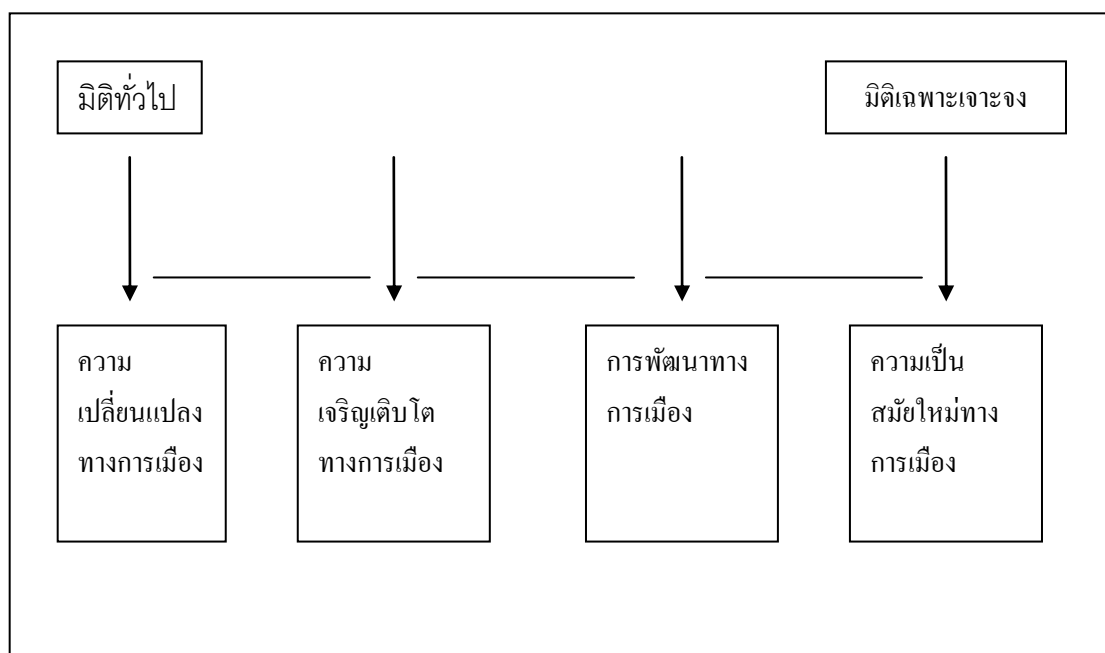 มิติทั่วไป
มิติเฉพาะเจาะจง
ความ
เปลี่ยนแปลง
ทางการเมือง
ความ
เจริญเติบโต
ทางการเมือง
การพัฒนาทาง
การเมือง
ความเป็น
สมัยใหม่ทาง
การเมือง